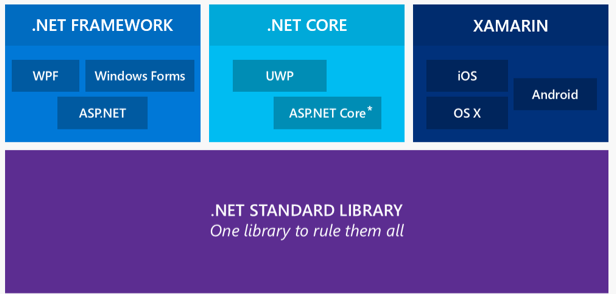 .NET FRAMEWORK
WPF
Windows Forms
ASP.NET
.NET CORE
UWP
ASP.NET Core*
XAMARIN
iOS
Android
OS X
.NET STANDARD LIBRARY
One library to rule them all